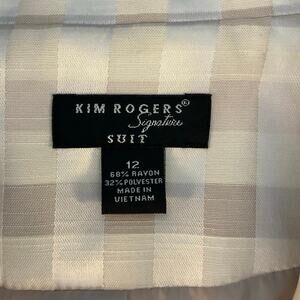 KIM ROGERS®
Signature
SUIT
12
68% RAYON
32% POLYESTER
MADE IN
VIETNAM